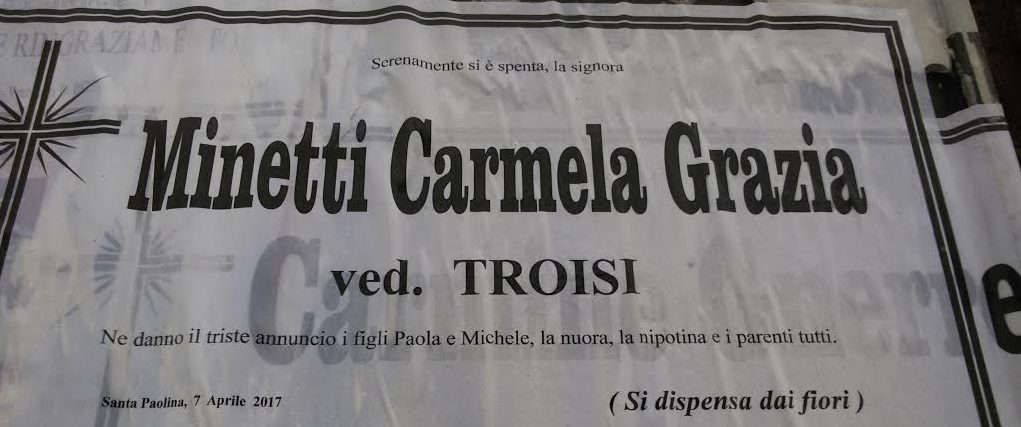 Serenamente si è spenta, la signora
Minetti Carmela Grazia
ved. TROISI
Ne danno il triste annuncio i figli Paola e Michele, la nuora, la nipotina e i parenti tutti.
Santa Paolina, 7 Aprile 2017
( Si dispensa dai fiori )